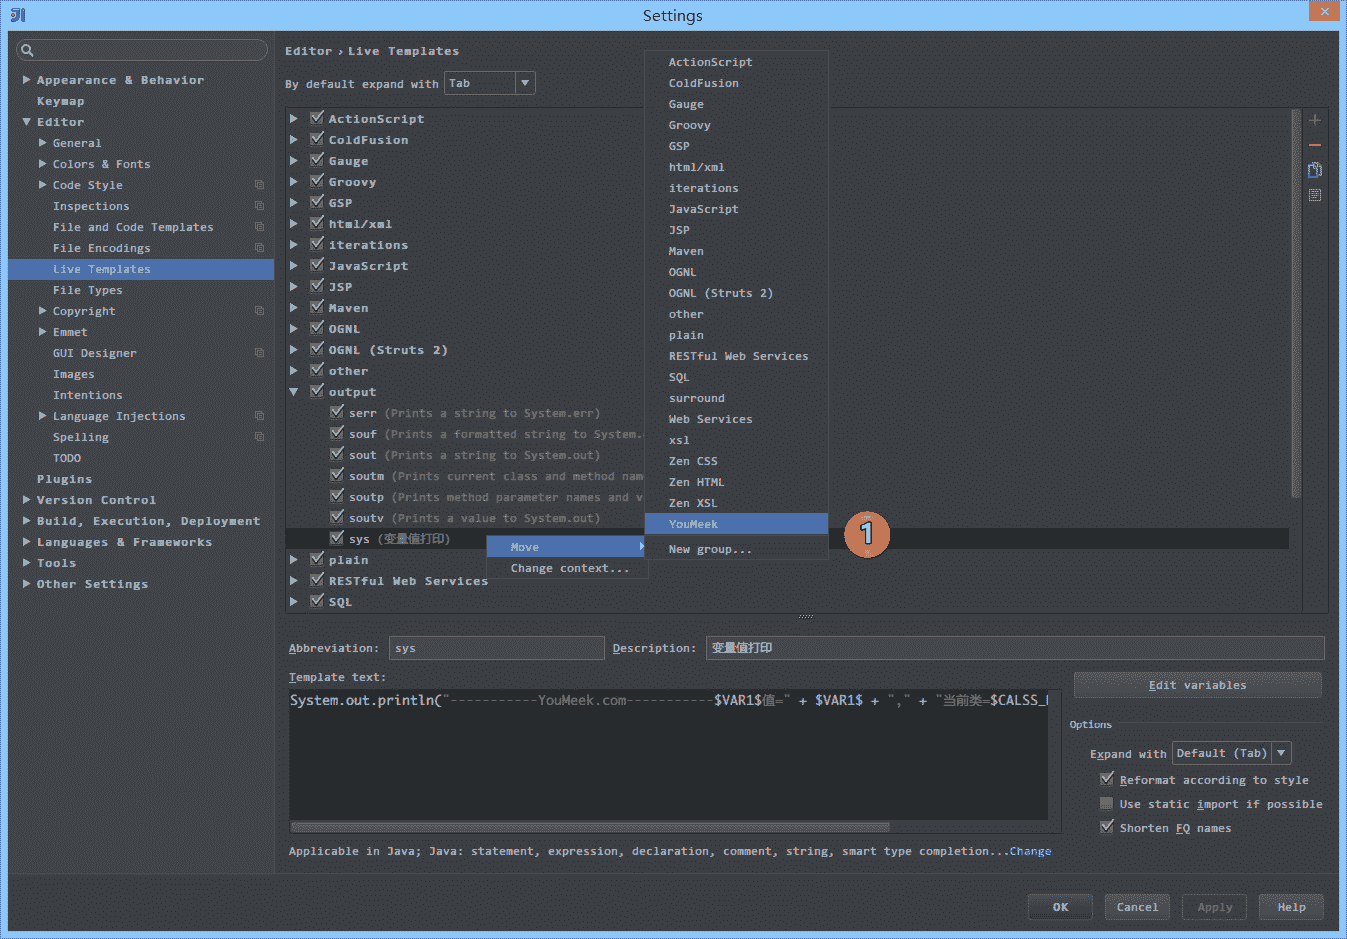 Settings
Appearance & Behavior
Keymap
Editor
General
Colors & Fonts
Code Style
Inspections
File and Code Templates
File Encodings
Live Templates
File Types
Copyright
Emmet
GUI Designer
Images
Intentions
Language Injections
Spelling
TODO
Plugins
Version Control
Build, Execution, Deployment
Languages & Frameworks
Tools
Other Settings
Editor › Live Templates
By default expand with Tab
ActionScript
ColdFusion
Gauge
Groovy
GSP
html/xml
iterations
JavaScript
JSP
Maven
OGNL
OGNL (Struts 2)
other
output
serr (Prints a string to System.err)
souf (Prints a formatted string to System.
sout (Prints a string to System.out)
soutm (Prints current class and method nam
soutp (Prints method parameter names and v
soutv (Prints a value to System.out)
sys (变量值打印)
plain
RESTful Web Services
SQL
Move
Change context...
ActionScript
ColdFusion
Gauge
Groovy
GSP
html/xml
iterations
JavaScript
JSP
Maven
OGNL
OGNL (Struts 2)
other
plain
RESTful Web Services
SQL
surround
Web Services
xsl
Zen CSS
Zen HTML
Zen XSL
YouMeek
New group...
1
Abbreviation: sys Description: 变量值打印
Template text:
System.out.println("-----------YouMeek.com-----------$VAR1$值=" + $VAR1$ + "," + "当前类=$CALSS_
Edit variables
Options
Expand with Default (Tab)
Reformat according to style
Use static import if possible
Shorten FQ names
Applicable in Java; Java: statement, expression, declaration, comment, string, smart type completion...Change
OK Cancel Apply Help